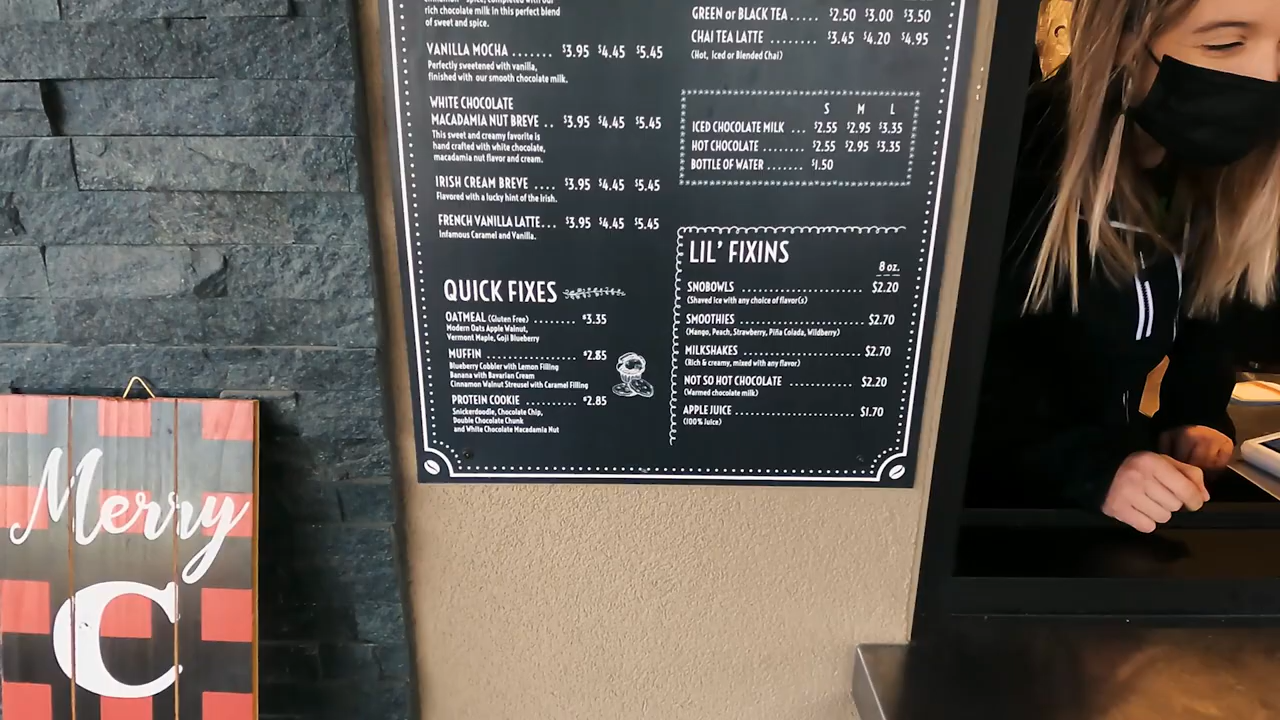 rich chocolate milk in this perfect blend
of sweet and spice.
VANILLA MOCHA ....... $3.95 $4.45 $5.45
Perfectly sweetened with vanilla,
finished with our smooth chocolate milk.
WHITE CHOCOLATE
MACADAMIA NUT BREVE .. $3.95 $4.45 $5.45
This sweet and creamy favorite is
hand crafted with white chocolate,
macadamia nut flavor and cream.
IRISH CREAM BREVE .... $3.95 $4.45 $5.45
Flavored with a lucky hint of the Irish.
FRENCH VANILLA LATTE... $3.95 $4.45 $5.45
Infamous Caramel and Vanilla.
QUICK FIXES
OATMEAL (Gluten Free) ........ $3.35
Modern Oats Apple Walnut,
Vermont Maple, Goji Blueberry
MUFFIN .................. $2.85
Blueberry Cobbler with Lemon Filling
Banana with Bavarian Cream
Cinnamon Walnut Streusel with Caramel Filling
PROTEIN COOKIE ........... $2.85
Snickerdoodle, Chocolate Chip,
Double Chocolate Chunk
and White Chocolate Macadamia Nut
GREEN or BLACK TEA ..... $2.50 $3.00 $3.50
CHAI TEA LATTE ........ $3.45 $4.20 $4.95
(Hot, Iced or Blended Chai)
S M L
ICED CHOCOLATE MILK ... $2.55 $2.95 $3.35
HOT CHOCOLATE ......... $2.55 $2.95 $3.35
BOTTLE OF WATER ....... $1.50
LIL' FIXINS
8 oz.
SNOBOWLS .............................. $2.20
(Shaved ice with any choice of flavor(s)
SMOOTHIES ........................... $2.70
(Mango, Peach, Strawberry, Piña Colada, Wildberry)
MILKSHAKES ......................... $2.70
(Rich & creamy, mixed with any flavor)
NOT SO HOT CHOCOLATE .............. $2.20
(Warmed chocolate milk)
APPLE JUICE .......................... $1.70
(100% Juice)
Merry
C